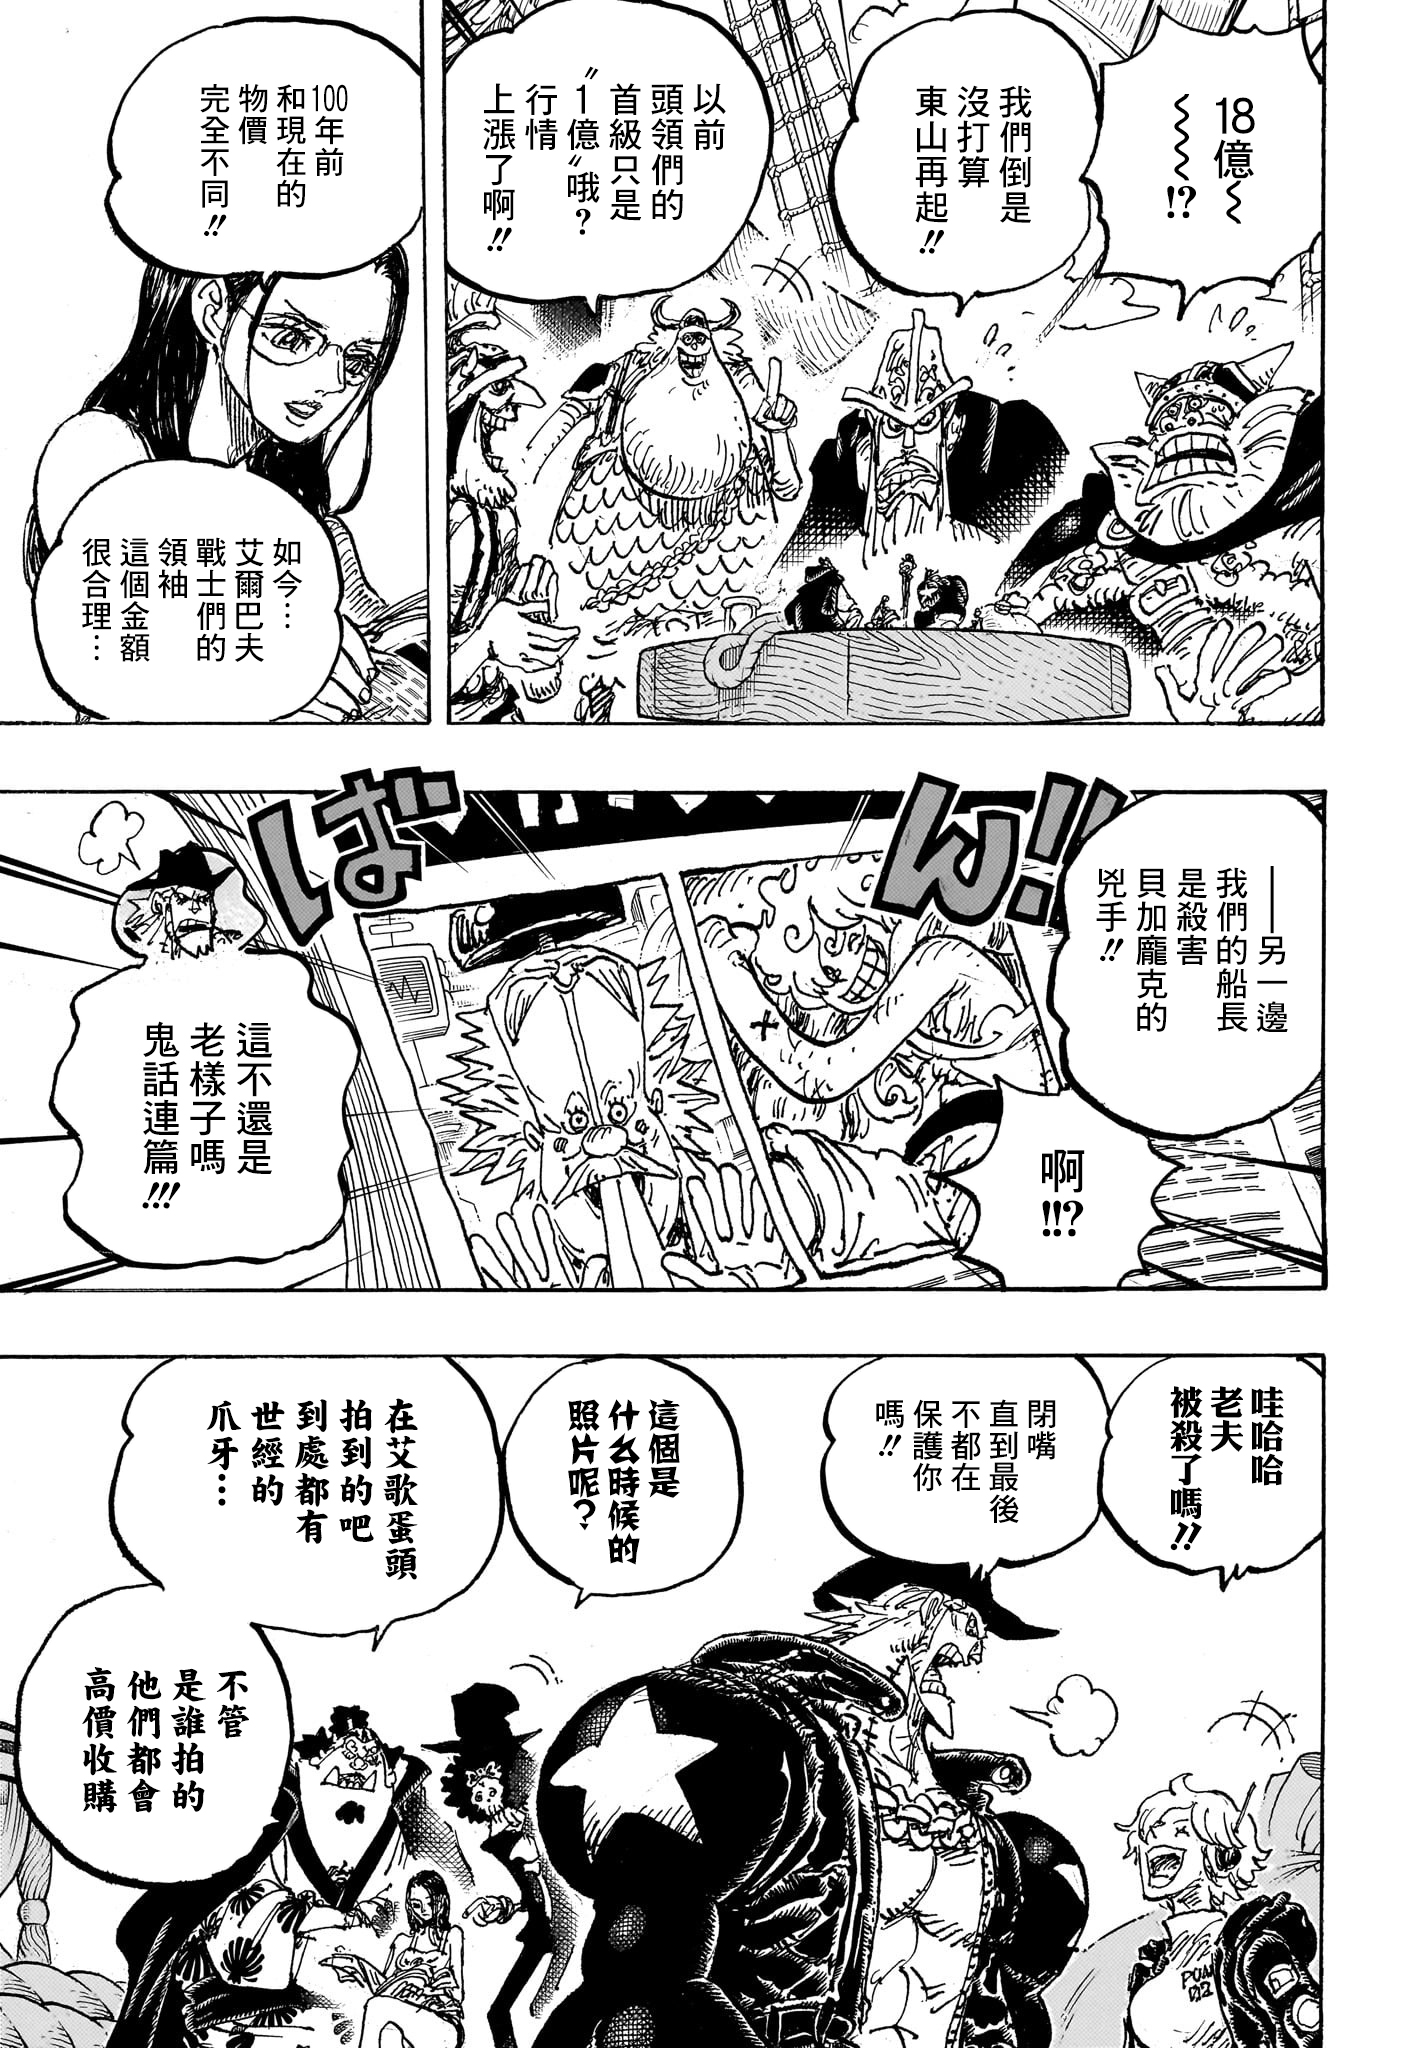 18億~
~~~!?
我們倒是
沒打算
東山再起!!
以前
頭領們的
首級只是
"1億"哦?
行情
上漲了啊!!
100年前
和現在的
物價
完全不同!!
如今…
艾爾巴夫
戰士們的
領袖
這個金額
很合理…
ばん!!
——另一邊
我們的船長
是殺害
貝加龐克的
兇手!!
啊
!!?
這不還是
老樣子嗎
鬼話連篇!!!
哇哈哈
老夫
被殺了嗎!!
閉嘴
直到最後
不都在
保護你
嗎!!
這個是
什么時候的
照片呢?
在艾歌蛋頭
拍到的吧
到處都有
世經的
爪牙…
不管
是誰拍的
他們都會
高價收購